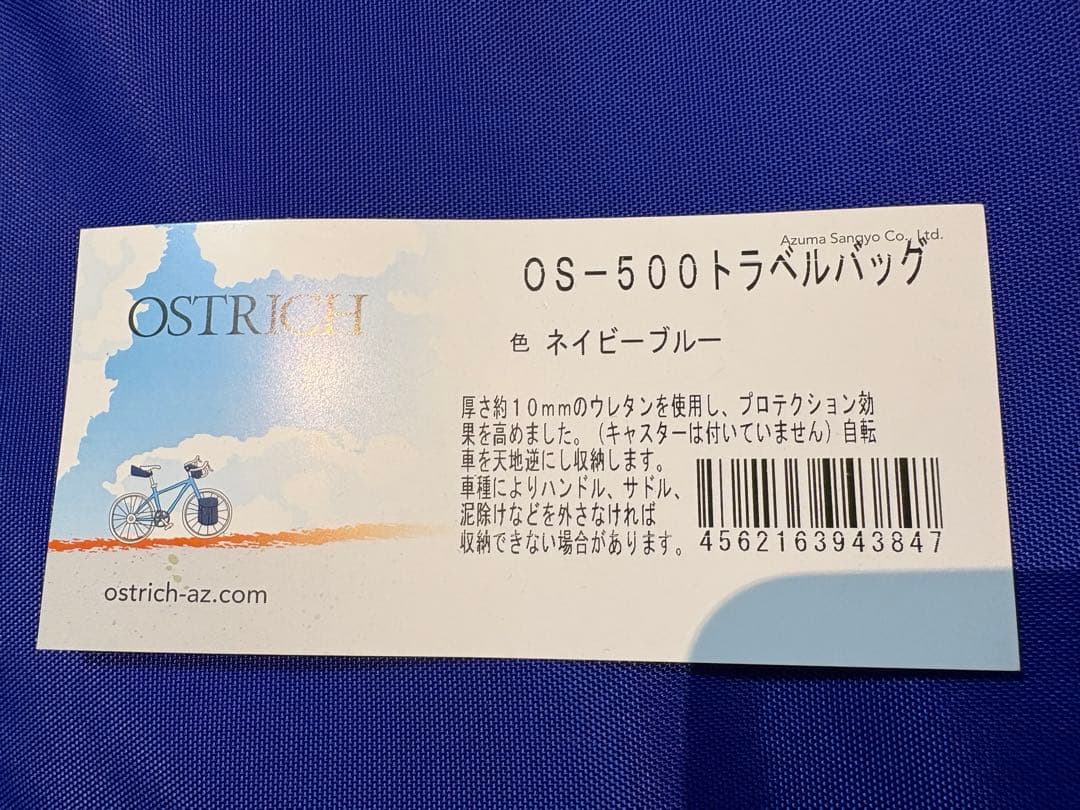 Azuma Sangyo Co., Ltd.
OS-500トラベルバッグ
OSTRICH
色 ネイビーブルー
厚さ約10mmのウレタンを使用し、プロテクション効
果を高めました。(キャスターは付いていません)自転
車を天地逆にし収納します。
車種によりハンドル、サドル、
泥除けなどを外さなければ
収納できない場合があります。
4562163943847
ostrich-az.com